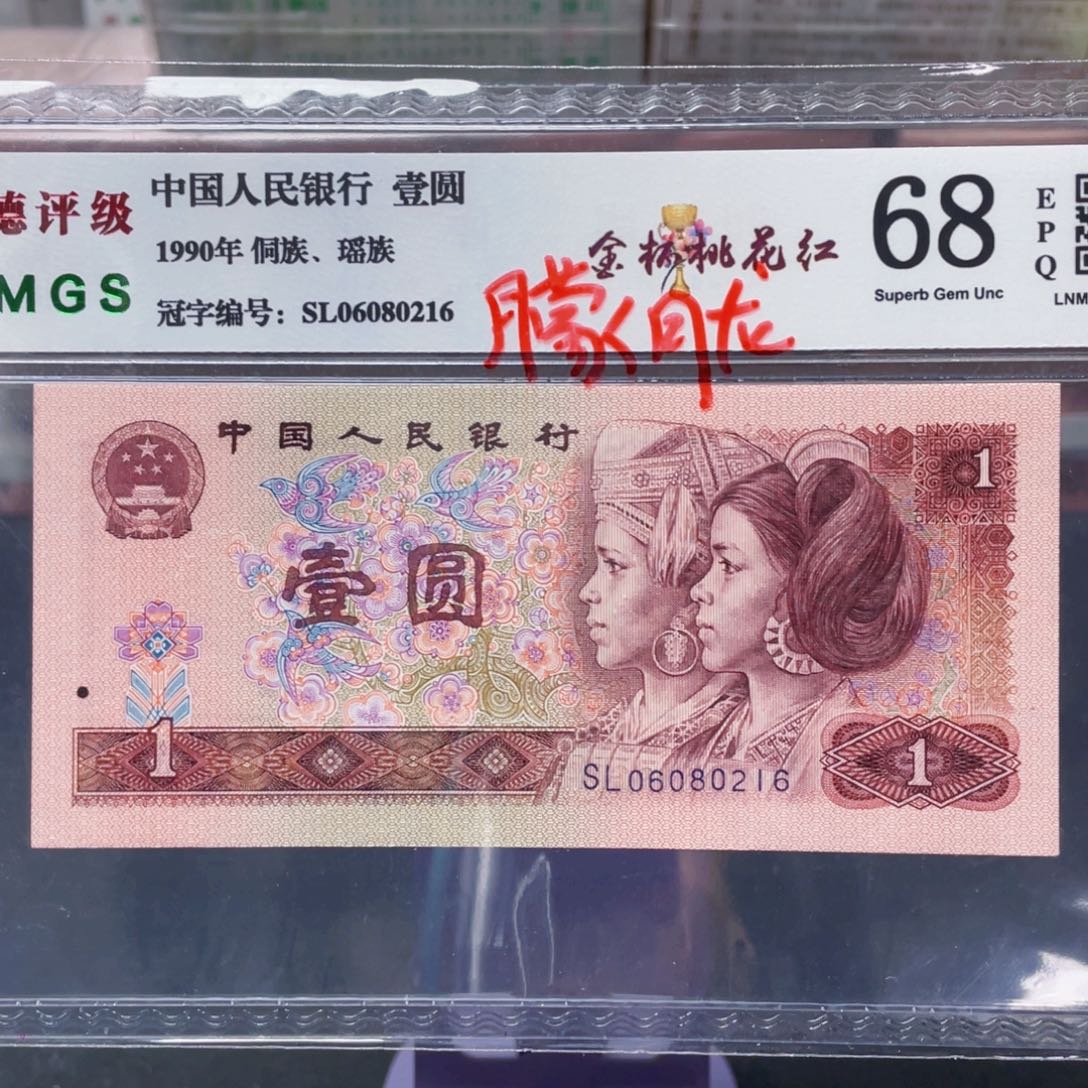 德评级
MGS
中国人民银行 壹圆
1990年 侗族、瑶族
冠字编号：SL06080216
金杯桃花红
朦胧
68
Superb Gem Unc
EPQ
LNM
中国人民银行
壹圆
1
1
SL06080216
1